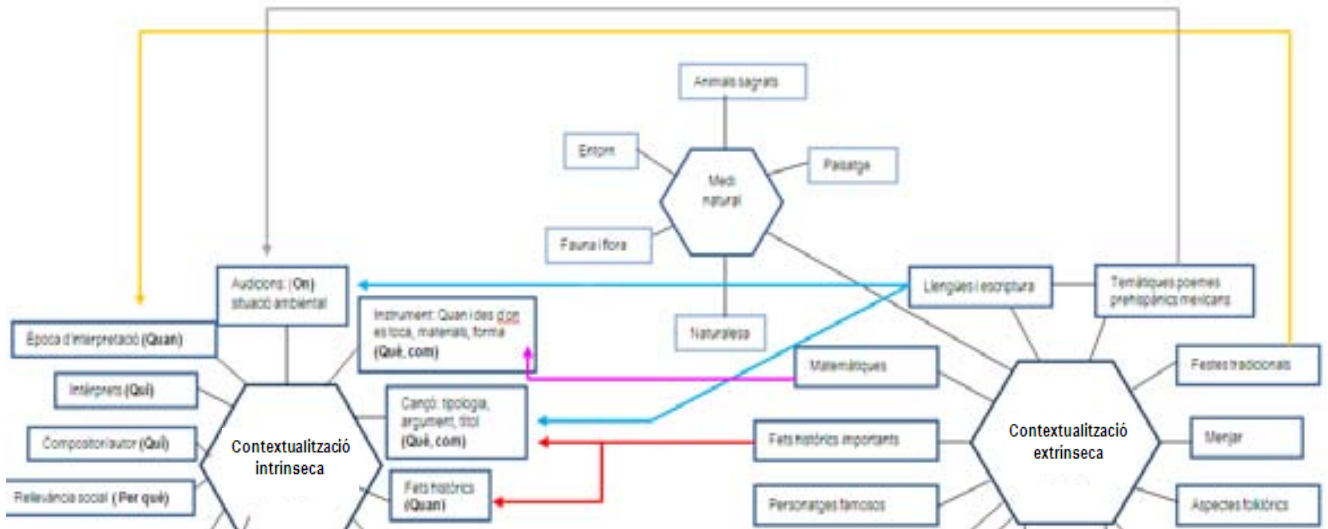 Animals sagrats
Entorn
Paisatge
Medi
natural
Fauna i flora
Naturalesa
Audicions: (On)
situació ambiental
Llengües i escriptura
Temàtiques poemes
prehispànics mexicans
Instrument: Quan i des d'on
es toca, materials, forma
(Què, com)
Època d'interpretació (Quan)
Matemàtiques
Festes tradicionals
Intèrprets (Qui)
Cançó: tipologia,
argument, títol
(Què, com)
Compositor/autor (Qui)
Contextualització
intrínseca
Fets històrics importants
Contextualització
extrínseca
Menjar
Rellevància social ( Per què)
Fets històrics
(Quan)
Personatges famosos
Aspectes folklòrics